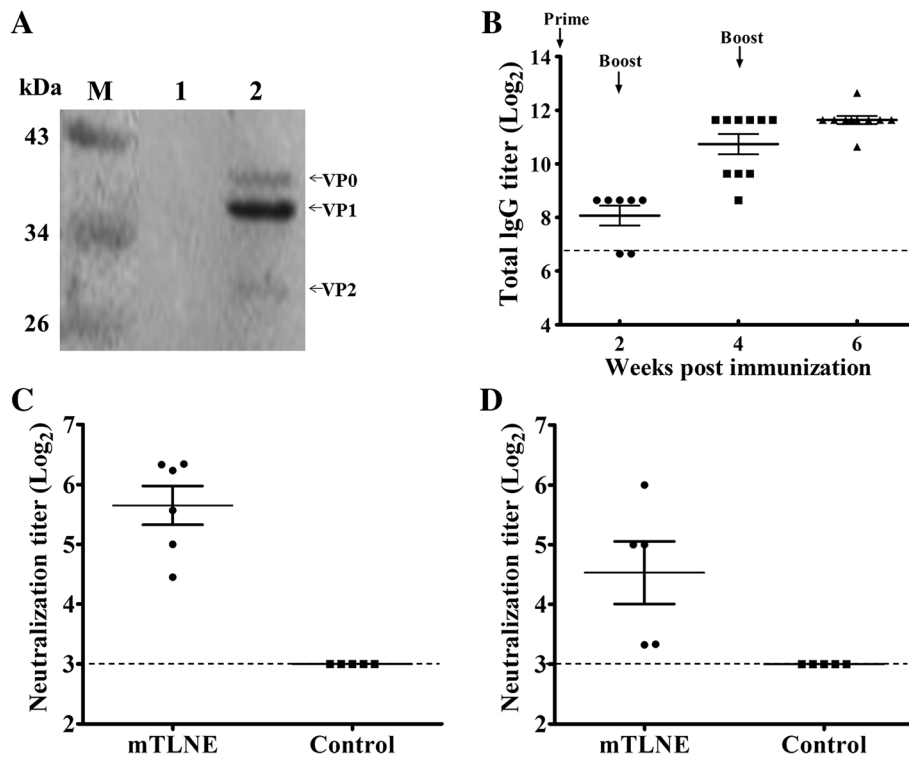 A
kDa M 1 2
43
34
26
←VP0
←VP1
←VP2
B
Prime
Boost
Boost
Total IgG titer (Log2)
14
12
10
8
6
4
2 4 6
Weeks post immunization
C
Neutralization titer (Log2)
7
6
5
4
3
2
mTLNE Control
D
Neutralization titer (Log2)
7
6
5
4
3
2
mTLNE Control